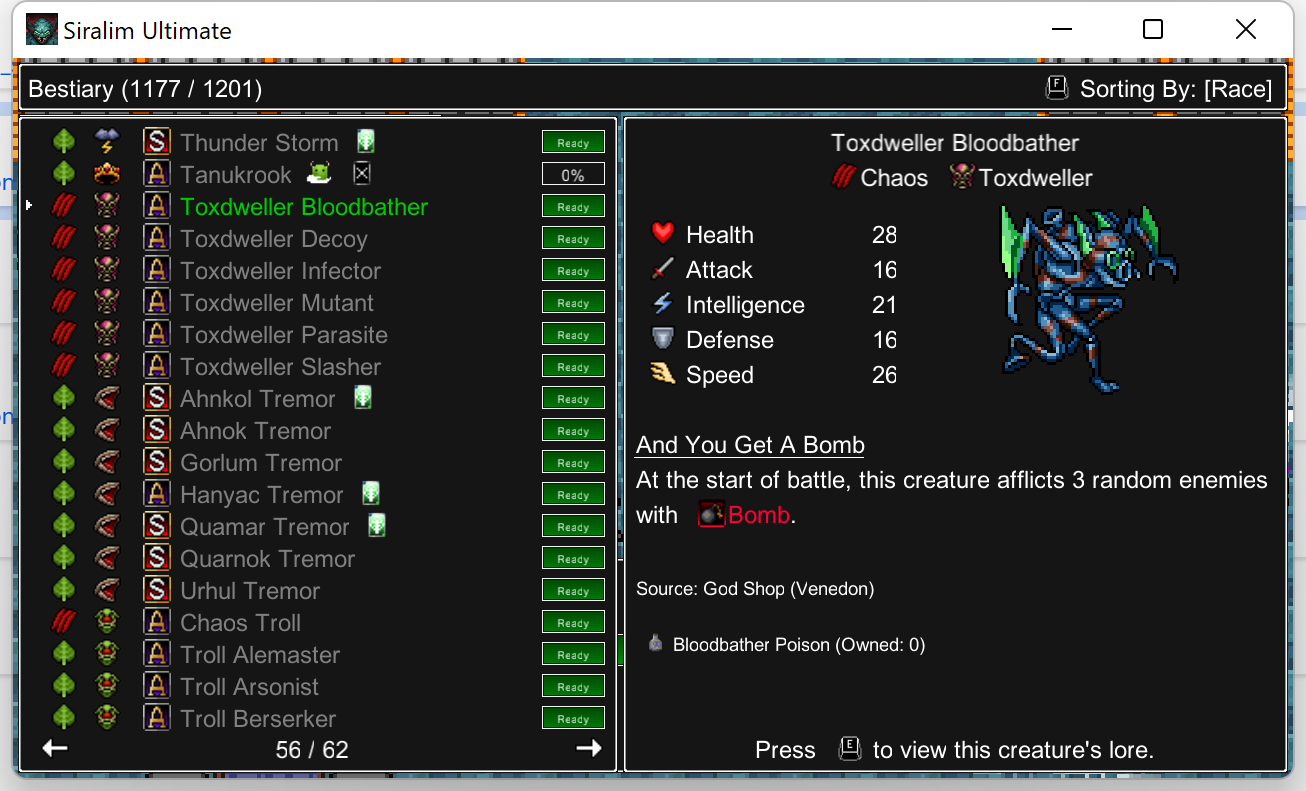 Siralim Ultimate
Bestiary (1177 / 1201)
F Sorting By: [Race]
S Thunder Storm Ready
A Tanukrook 0%
A Toxdweller Bloodbather Ready
A Toxdweller Decoy Ready
A Toxdweller Infector Ready
A Toxdweller Mutant Ready
A Toxdweller Parasite Ready
A Toxdweller Slasher Ready
S Ahnkol Tremor Ready
S Ahnok Tremor Ready
S Gorlum Tremor Ready
A Hanyac Tremor Ready
S Quamar Tremor Ready
S Quarnok Tremor Ready
S Urhul Tremor Ready
A Chaos Troll Ready
A Troll Alemaster Ready
A Troll Arsonist Ready
A Troll Berserker Ready
56 / 62
Toxdweller Bloodbather
Chaos Toxdweller
Health 28
Attack 16
Intelligence 21
Defense 16
Speed 26
And You Get A Bomb
At the start of battle, this creature afflicts 3 random enemies
with Bomb.
Source: God Shop (Venedon)
Bloodbather Poison (Owned: 0)
Press E to view this creature's lore.